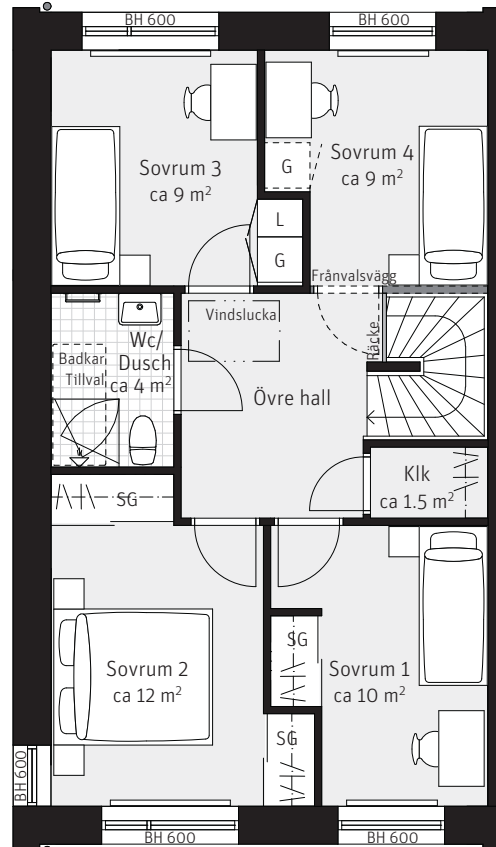 BH 600
BH 600
Sovrum 3
ca 9 m²
G
Sovrum 4
ca 9 m²
L
G
Frånvalsvägg
Vindslucka
Räcke
Wc/
Dusch
ca 4 m²
Badkar
Tillval
Övre hall
Klk
ca 1.5 m²
SG
Sovrum 2
ca 12 m²
SG
Sovrum 1
ca 10 m²
SG
BH 600
BH 600
BH 600